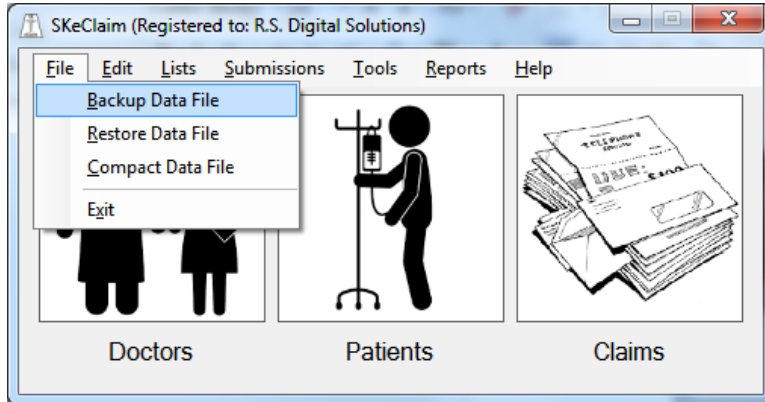 SKeClaim (Registered to: R.S. Digital Solutions)
File Edit Lists Submissions Tools Reports Help
Backup Data File
Restore Data File
Compact Data File
Exit
TELEPHONE
Doctors Patients Claims